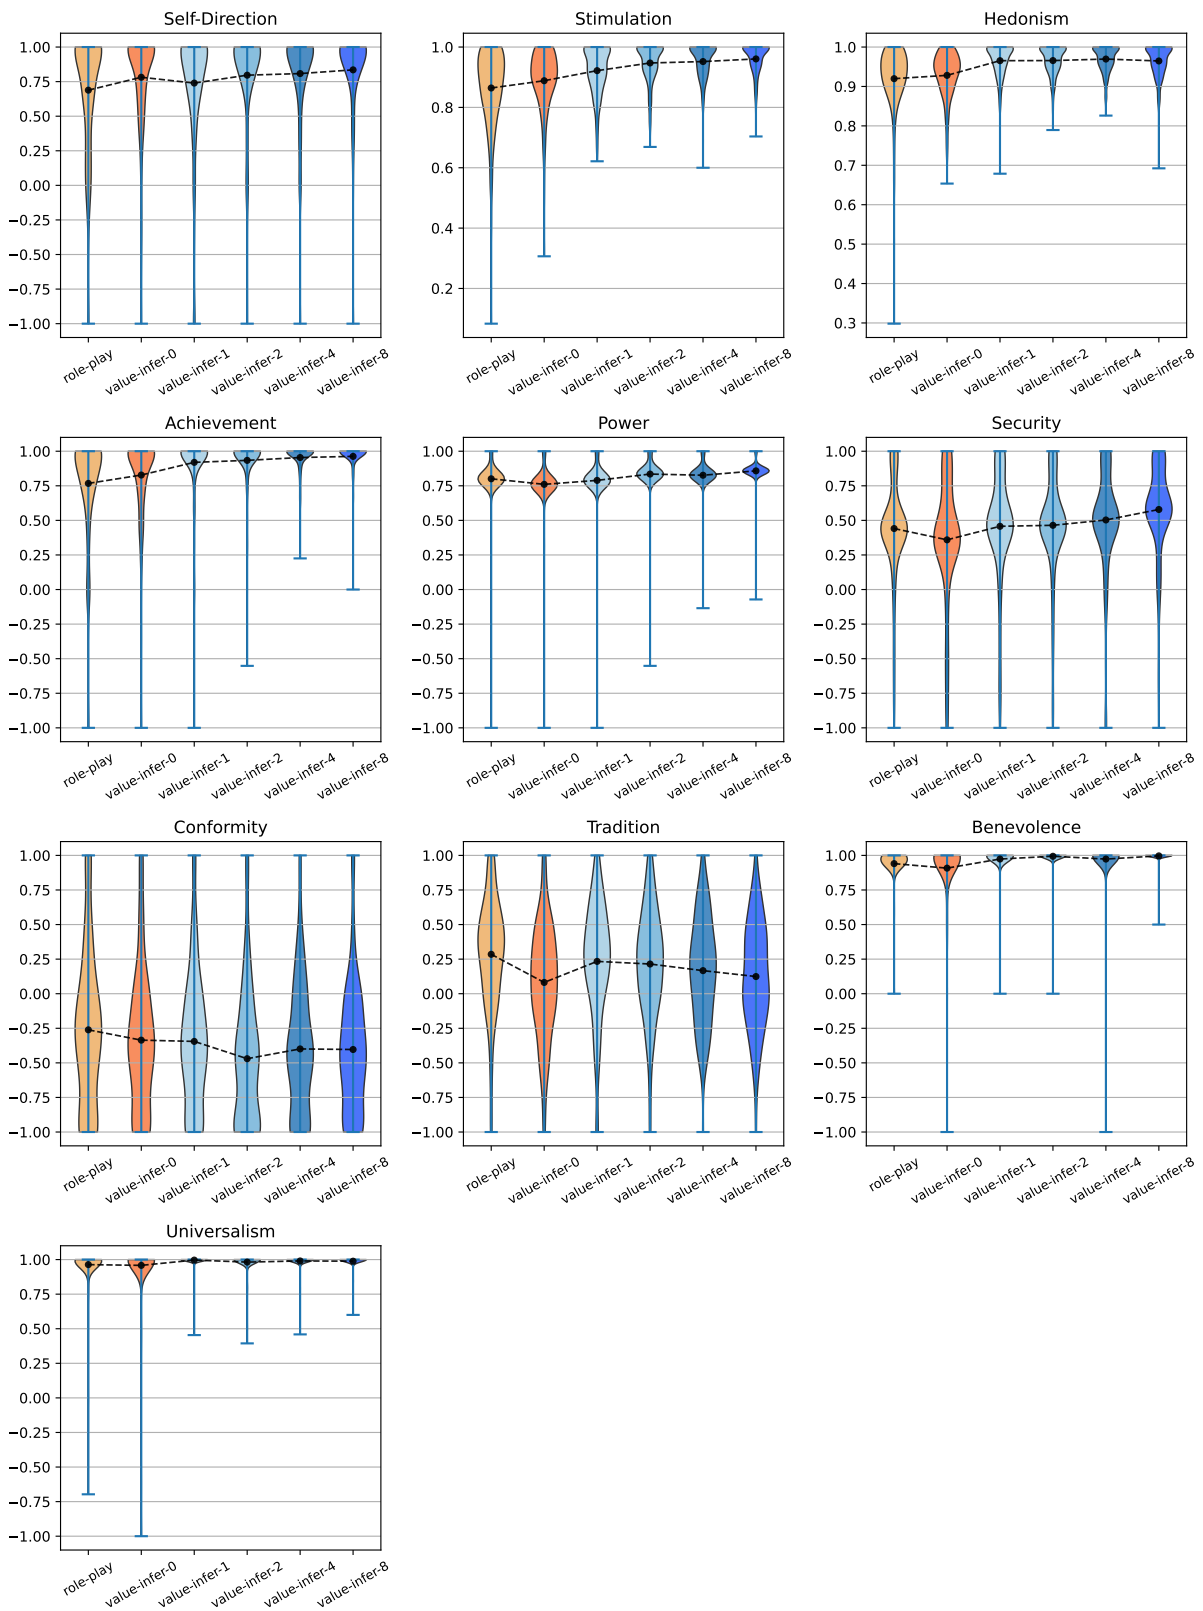 Self-Direction
1.00
0.75
0.50
0.25
0.00
−0.25
−0.50
−0.75
−1.00
role-play
value-infer-0
value-infer-1
value-infer-2
value-infer-4
value-infer-8
Stimulation
1.0
0.8
0.6
0.4
0.2
role-play
value-infer-0
value-infer-1
value-infer-2
value-infer-4
value-infer-8
Hedonism
1.0
0.9
0.8
0.7
0.6
0.5
0.4
0.3
role-play
value-infer-0
value-infer-1
value-infer-2
value-infer-4
value-infer-8
Achievement
1.00
0.75
0.50
0.25
0.00
−0.25
−0.50
−0.75
−1.00
role-play
value-infer-0
value-infer-1
value-infer-2
value-infer-4
value-infer-8
Power
1.00
0.75
0.50
0.25
0.00
−0.25
−0.50
−0.75
−1.00
role-play
value-infer-0
value-infer-1
value-infer-2
value-infer-4
value-infer-8
Security
1.00
0.75
0.50
0.25
0.00
−0.25
−0.50
−0.75
−1.00
role-play
value-infer-0
value-infer-1
value-infer-2
value-infer-4
value-infer-8
Conformity
1.00
0.75
0.50
0.25
0.00
−0.25
−0.50
−0.75
−1.00
role-play
value-infer-0
value-infer-1
value-infer-2
value-infer-4
value-infer-8
Tradition
1.00
0.75
0.50
0.25
0.00
−0.25
−0.50
−0.75
−1.00
role-play
value-infer-0
value-infer-1
value-infer-2
value-infer-4
value-infer-8
Benevolence
1.00
0.75
0.50
0.25
0.00
−0.25
−0.50
−0.75
−1.00
role-play
value-infer-0
value-infer-1
value-infer-2
value-infer-4
value-infer-8
Universalism
1.00
0.75
0.50
0.25
0.00
−0.25
−0.50
−0.75
−1.00
role-play
value-infer-0
value-infer-1
value-infer-2
value-infer-4
value-infer-8